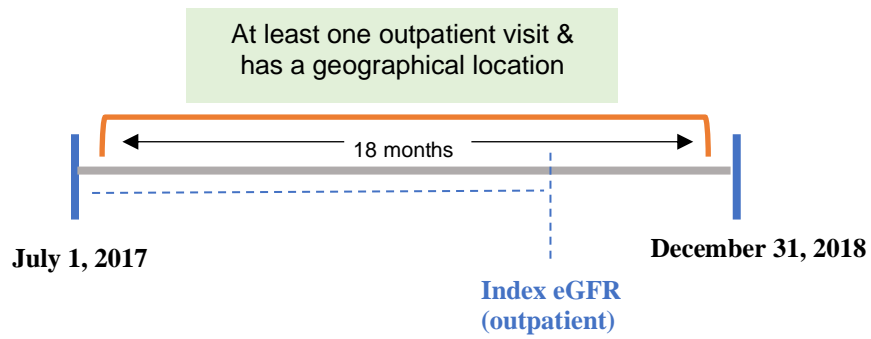 At least one outpatient visit &
has a geographical location
18 months
July 1, 2017
December 31, 2018
Index eGFR
(outpatient)